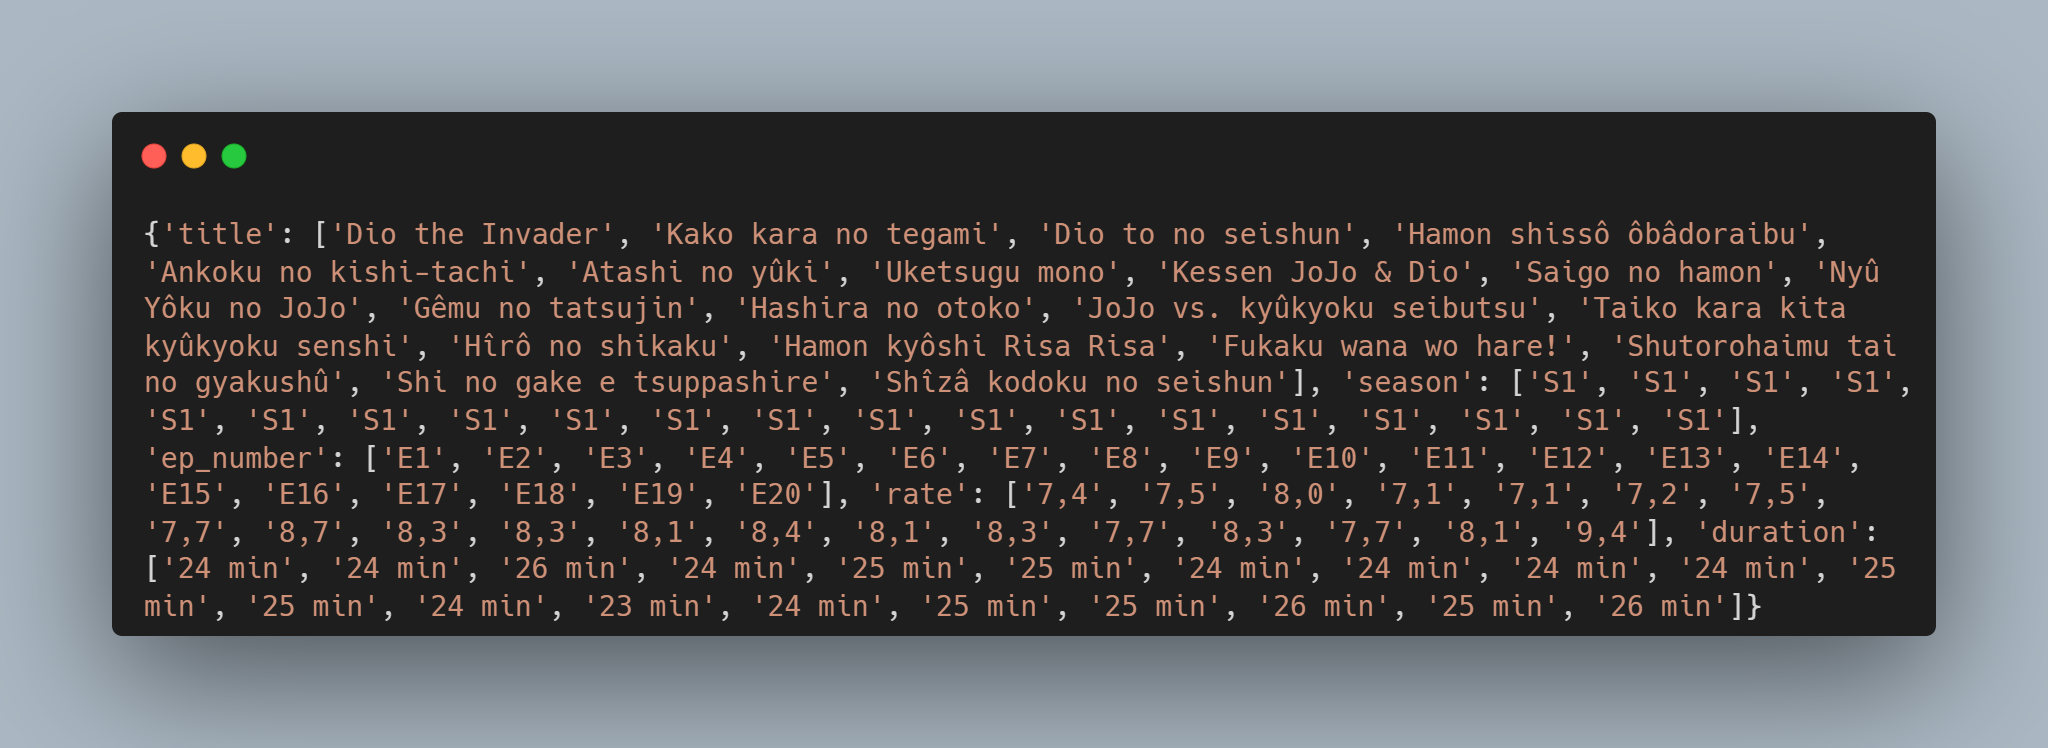 {'title': ['Dio the Invader', 'Kako kara no tegami', 'Dio to no seishun', 'Hamon shissô ôbâdoraibu',
'Ankoku no kishi-tachi', 'Atashi no yûki', 'Uketsugu mono', 'Kessen JoJo & Dio', 'Saigo no hamon', 'Nyû
Yôku no JoJo', 'Gêmu no tatsujin', 'Hashira no otoko', 'JoJo vs. kyûkyoku seibutsu', 'Taiko kara kita
kyûkyoku senshi', 'Hîrô no shikaku', 'Hamon kyôshi Risa Risa', 'Fukaku wana wo hare!', 'Shutorohaimu tai
no gyakushû', 'Shi no gake e tsuppashire', 'Shîzâ kodoku no seishun'], 'season': ['S1', 'S1', 'S1', 'S1',
'S1', 'S1', 'S1', 'S1', 'S1', 'S1', 'S1', 'S1', 'S1', 'S1', 'S1', 'S1', 'S1', 'S1', 'S1', 'S1'],
'ep_number': ['E1', 'E2', 'E3', 'E4', 'E5', 'E6', 'E7', 'E8', 'E9', 'E10', 'E11', 'E12', 'E13', 'E14',
'E15', 'E16', 'E17', 'E18', 'E19', 'E20'], 'rate': ['7,4', '7,5', '8,0', '7,1', '7,1', '7,2', '7,5',
'7,7', '8,7', '8,3', '8,3', '8,1', '8,4', '8,1', '8,3', '7,7', '8,3', '7,7', '8,1', '9,4'], 'duration':
['24 min', '24 min', '26 min', '24 min', '25 min', '25 min', '24 min', '24 min', '24 min', '24 min', '25
min', '25 min', '24 min', '23 min', '24 min', '25 min', '25 min', '26 min', '25 min', '26 min']}